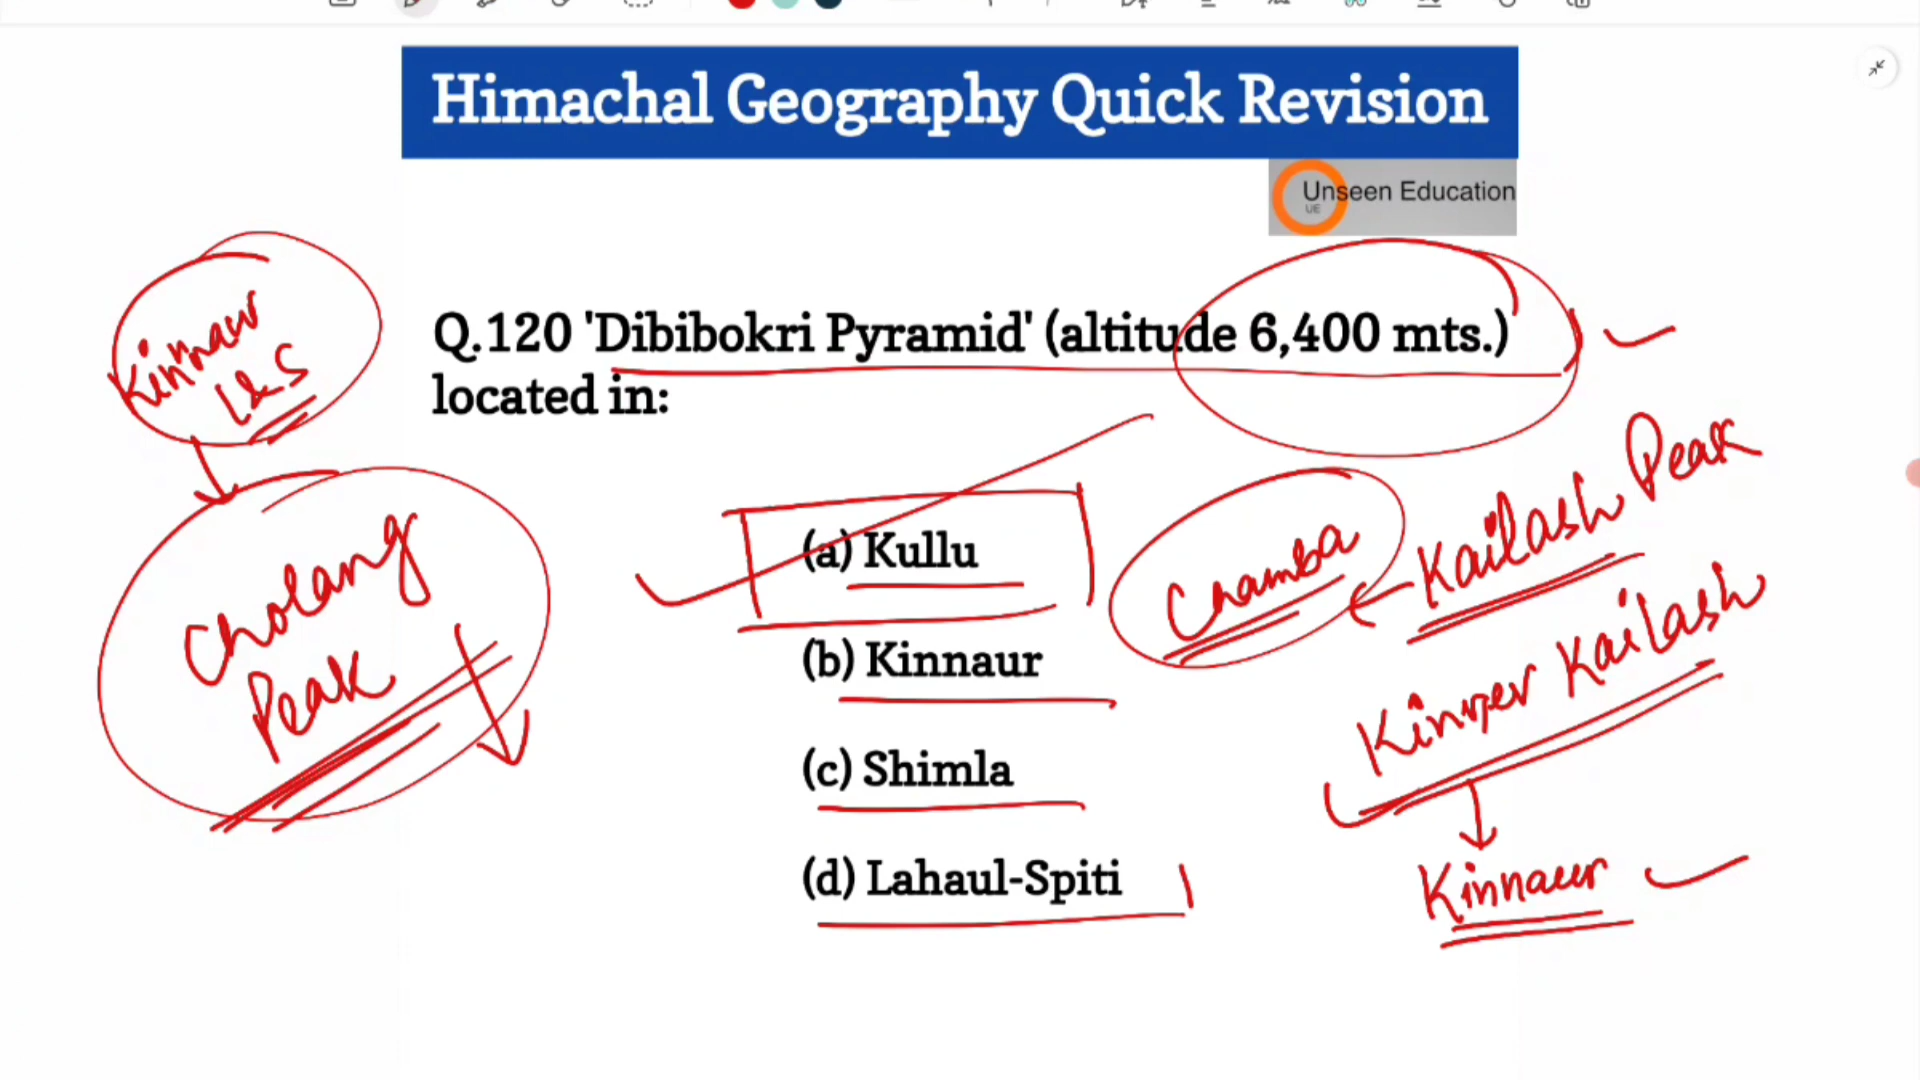 Himachal Geography Quick Revision
Unseen Education
UE
Q.120 'Dibibokri Pyramid' (altitude 6,400 mts.)
located in:
(a) Kullu
(b) Kinnaur
(c) Shimla
(d) Lahaul-Spiti
Kinnaur
L&S
Cholang
Peak
Chamba
Kailash Peak
Kinner Kailash
Kinnaur